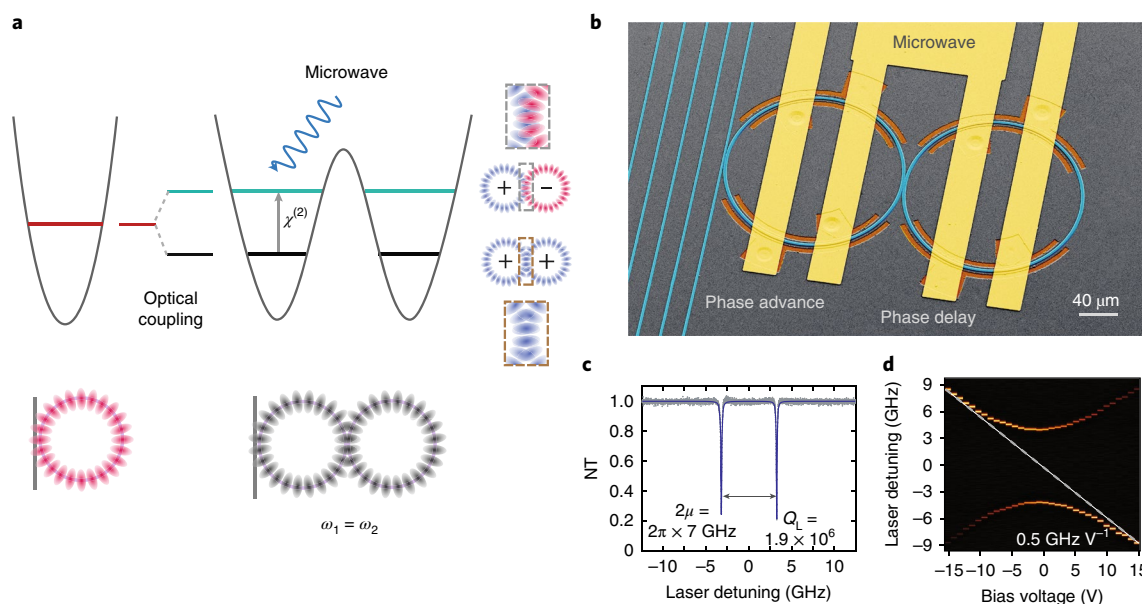 a
Microwave
χ(2)
Optical
coupling
+
−
+
+
ω1 = ω2
b
Microwave
Phase advance
Phase delay
40 μm
c
NT
1.0
0.8
0.6
0.4
0.2
0
2μ =
2π × 7 GHz
QL =
1.9 × 10⁶
−10
−5
0
5
10
Laser detuning (GHz)
d
Laser detuning (GHz)
9
6
3
0
−3
−6
−9
0.5 GHz V⁻¹
−15
−10
−5
0
5
10
15
Bias voltage (V)